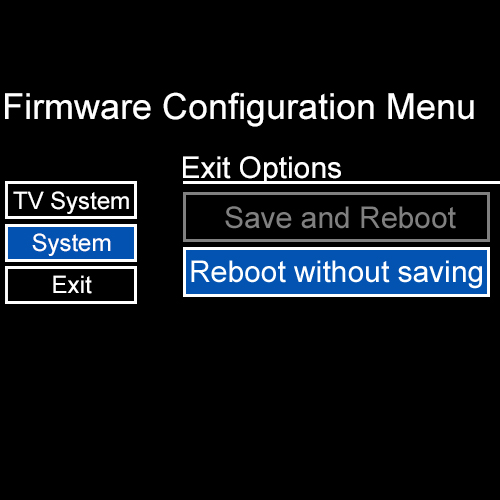 Firmware Configuration Menu
Exit Options
TV System
System
Exit
Save and Reboot
Reboot without saving